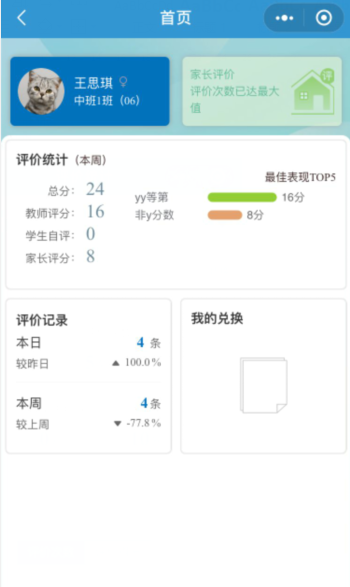 首页
王思琪
中班1班（06）
家长评价
评价次数已达最大值
评
评价统计（本周）
最佳表现TOP5
总分： 24
教师评分： 16
学生自评： 0
家长评分： 8
yy等第 16分
非y分数 8分
评价记录
本日 4 条
较昨日 ▲ 100.0 %
本周 4 条
较上周 ▼ -77.8 %
我的兑换